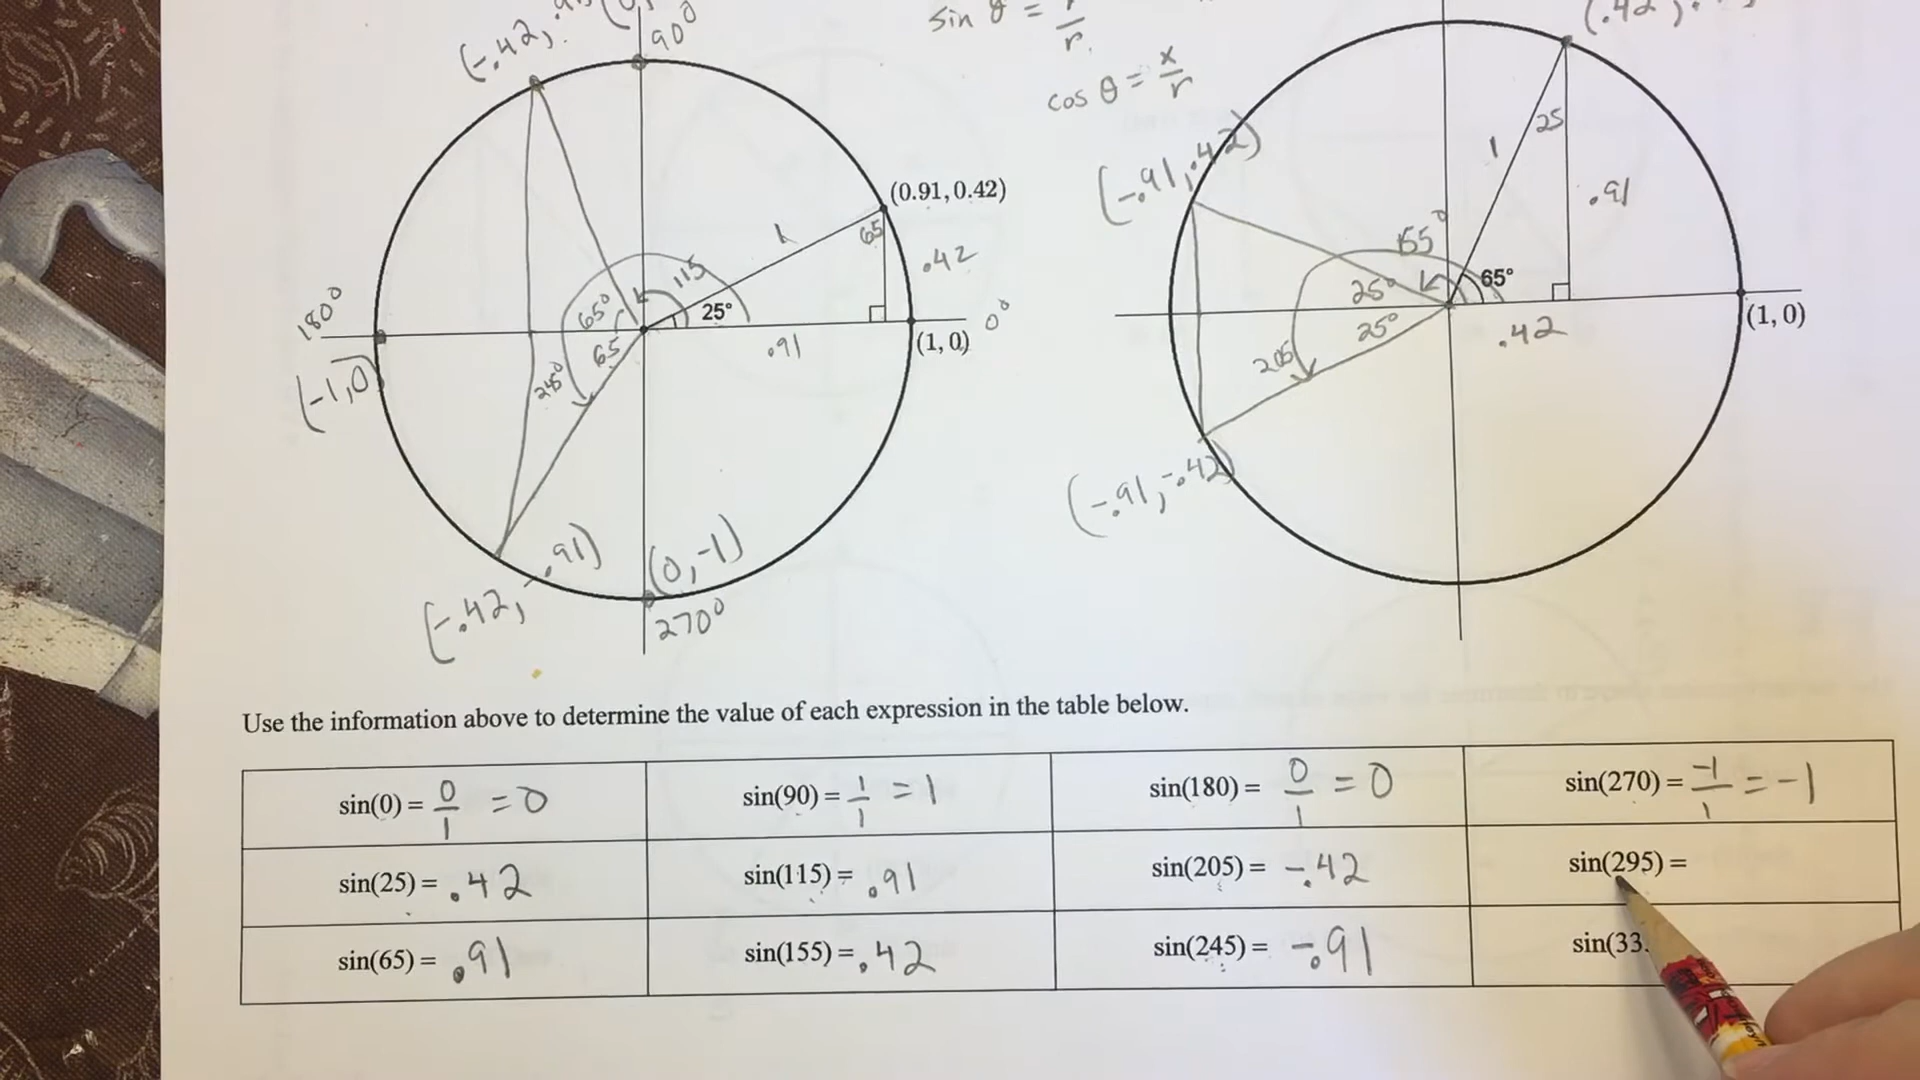 (-.42,
90°
sin θ =
r
cos θ = x/r
(.42,
(-.91,.42)
25
1
.91
(0.91, 0.42)
65
1
.42
115
25°
65°
65
245°
.91
(1, 0)
0°
180°
(-1,0)
155°
65°
25°
25°
205
.42
(1, 0)
(-.91,-.42)
(-.42, -.91)
(0,-1)
270°
Use the information above to determine the value of each expression in the table below.
sin(0) = 0/1 = 0
sin(90) = 1/1 = 1
sin(180) = 0/1 = 0
sin(270) = -1/1 = -1
sin(25) = .42
sin(115) = .91
sin(205) = -.42
sin(295) =
sin(65) = .91
sin(155) = .42
sin(245) = -.91
sin(33